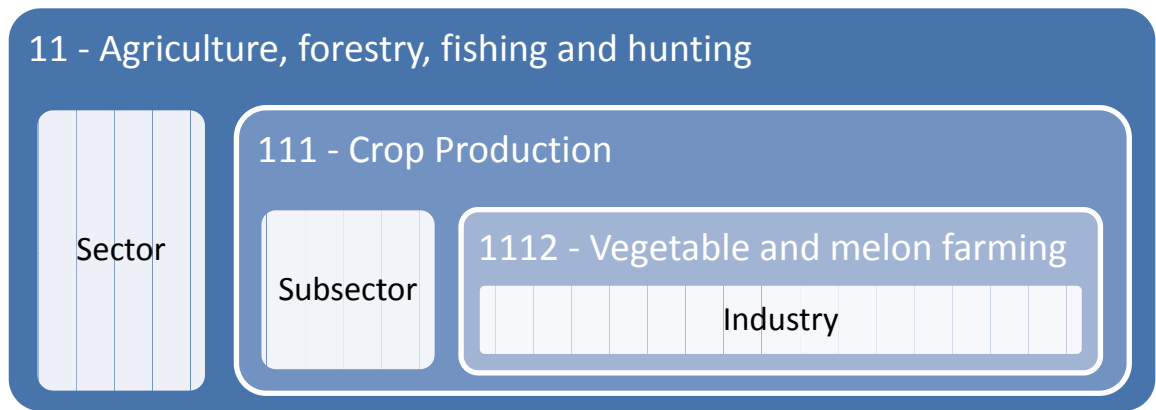 11 - Agriculture, forestry, fishing and hunting
111 - Crop Production
Sector
1112 - Vegetable and melon farming
Subsector
Industry